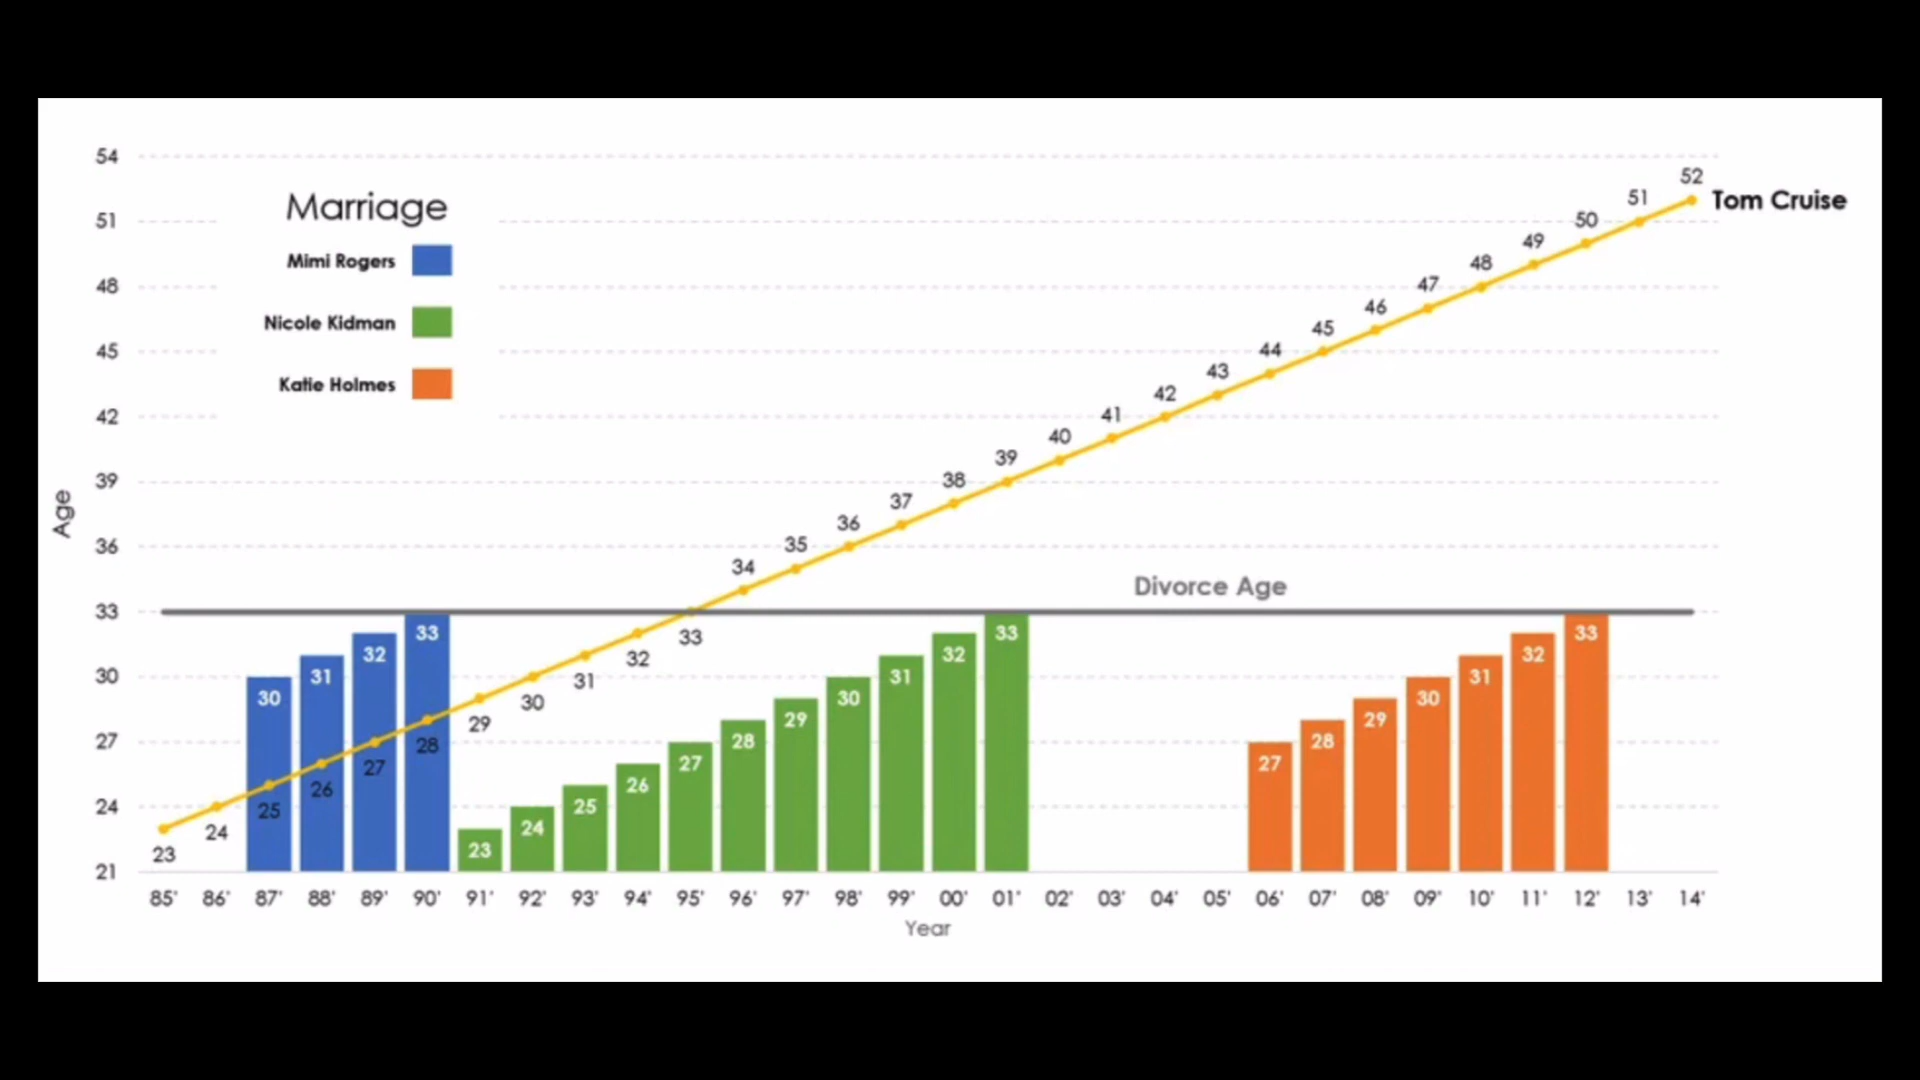 54
51
48
45
42
39
36
33
30
27
24
21
Age
Marriage
Mimi Rogers
Nicole Kidman
Katie Holmes
Tom Cruise
Divorce Age
23 24 25 26 27 28 29 30 31 32 33 34 35 36 37 38 39 40 41 42 43 44 45 46 47 48 49 50 51 52
30 31 32 33
23 24 25 26 27 28 29 30 31 32 33
27 28 29 30 31 32 33
85' 86' 87' 88' 89' 90' 91' 92' 93' 94' 95' 96' 97' 98' 99' 00' 01' 02' 03' 04' 05' 06' 07' 08' 09' 10' 11' 12' 13' 14'
Year